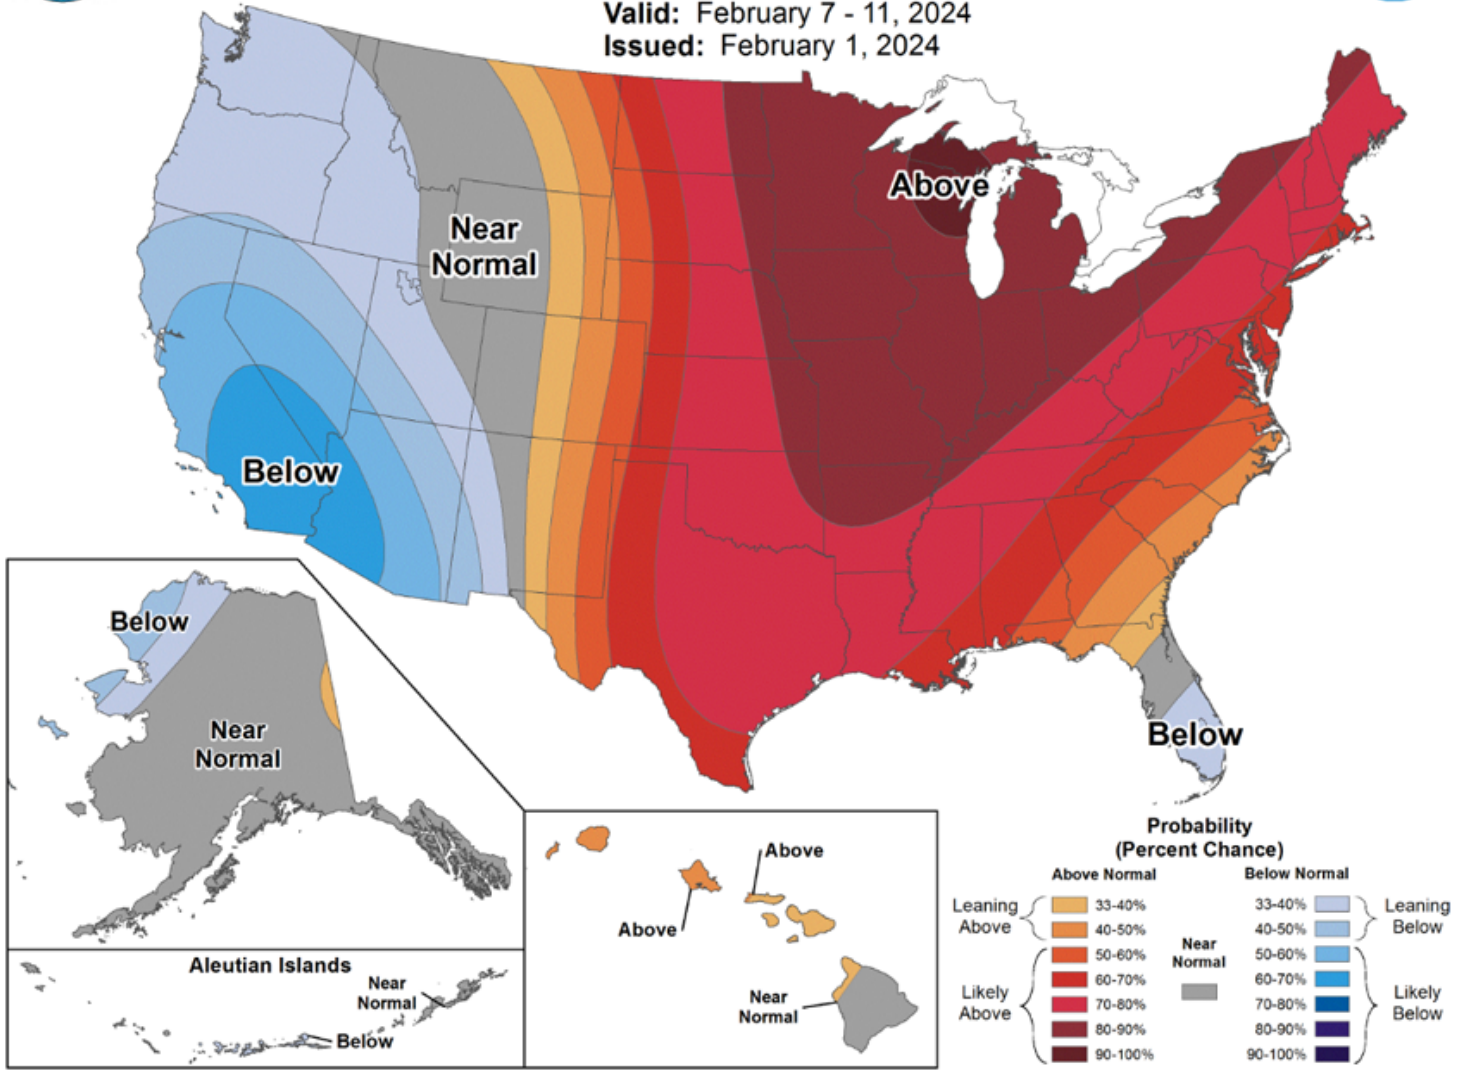 Valid: February 7 - 11, 2024
Issued: February 1, 2024
Above
Near
Normal
Below
Below
Below
Near
Normal
Aleutian Islands
Near
Normal
Below
Above
Above
Near
Normal
Probability
(Percent Chance)
Above Normal
Below Normal
Leaning
Above
33-40%
40-50%
50-60%
60-70%
70-80%
80-90%
90-100%
Likely
Above
Near
Normal
33-40%
40-50%
50-60%
60-70%
70-80%
80-90%
90-100%
Leaning
Below
Likely
Below